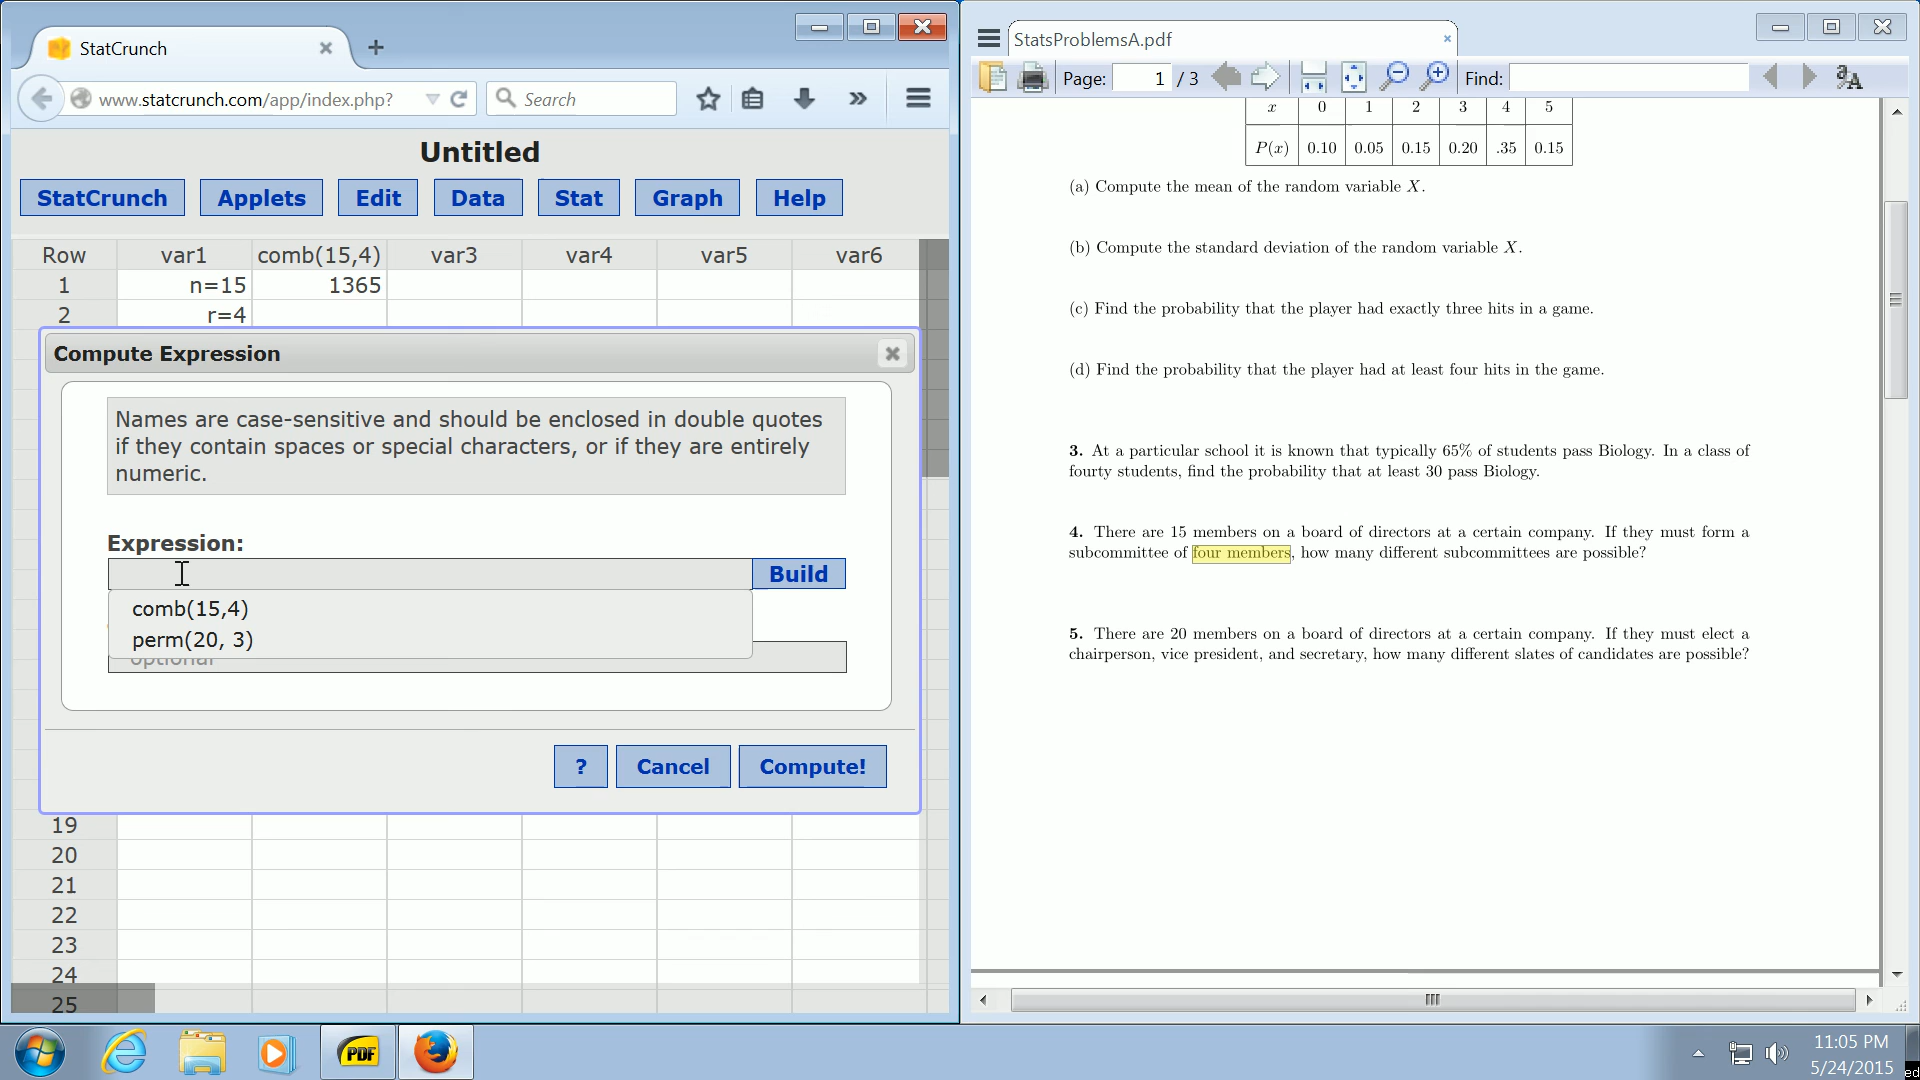 StatCrunch
www.statcrunch.com/app/index.php?
Search
Untitled
StatCrunch Applets Edit Data Stat Graph Help
Row var1 comb(15,4) var3 var4 var5 var6
1 n=15 1365
2 r=4
Compute Expression
Names are case-sensitive and should be enclosed in double quotes
if they contain spaces or special characters, or if they are entirely
numeric.
Expression:
Build
comb(15,4)
perm(20, 3)
optional
? Cancel Compute!
19
20
21
22
23
24
25
StatsProblemsA.pdf
Page: 1 / 3 Find:
x 0 1 2 3 4 5
P(x) 0.10 0.05 0.15 0.20 .35 0.15
(a) Compute the mean of the random variable X.
(b) Compute the standard deviation of the random variable X.
(c) Find the probability that the player had exactly three hits in a game.
(d) Find the probability that the player had at least four hits in the game.
3. At a particular school it is known that typically 65% of students pass Biology. In a class of
fourty students, find the probability that at least 30 pass Biology.
4. There are 15 members on a board of directors at a certain company. If they must form a
subcommittee of four members, how many different subcommittees are possible?
5. There are 20 members on a board of directors at a certain company. If they must elect a
chairperson, vice president, and secretary, how many different slates of candidates are possible?
PDF
11:05 PM
5/24/2015
ed